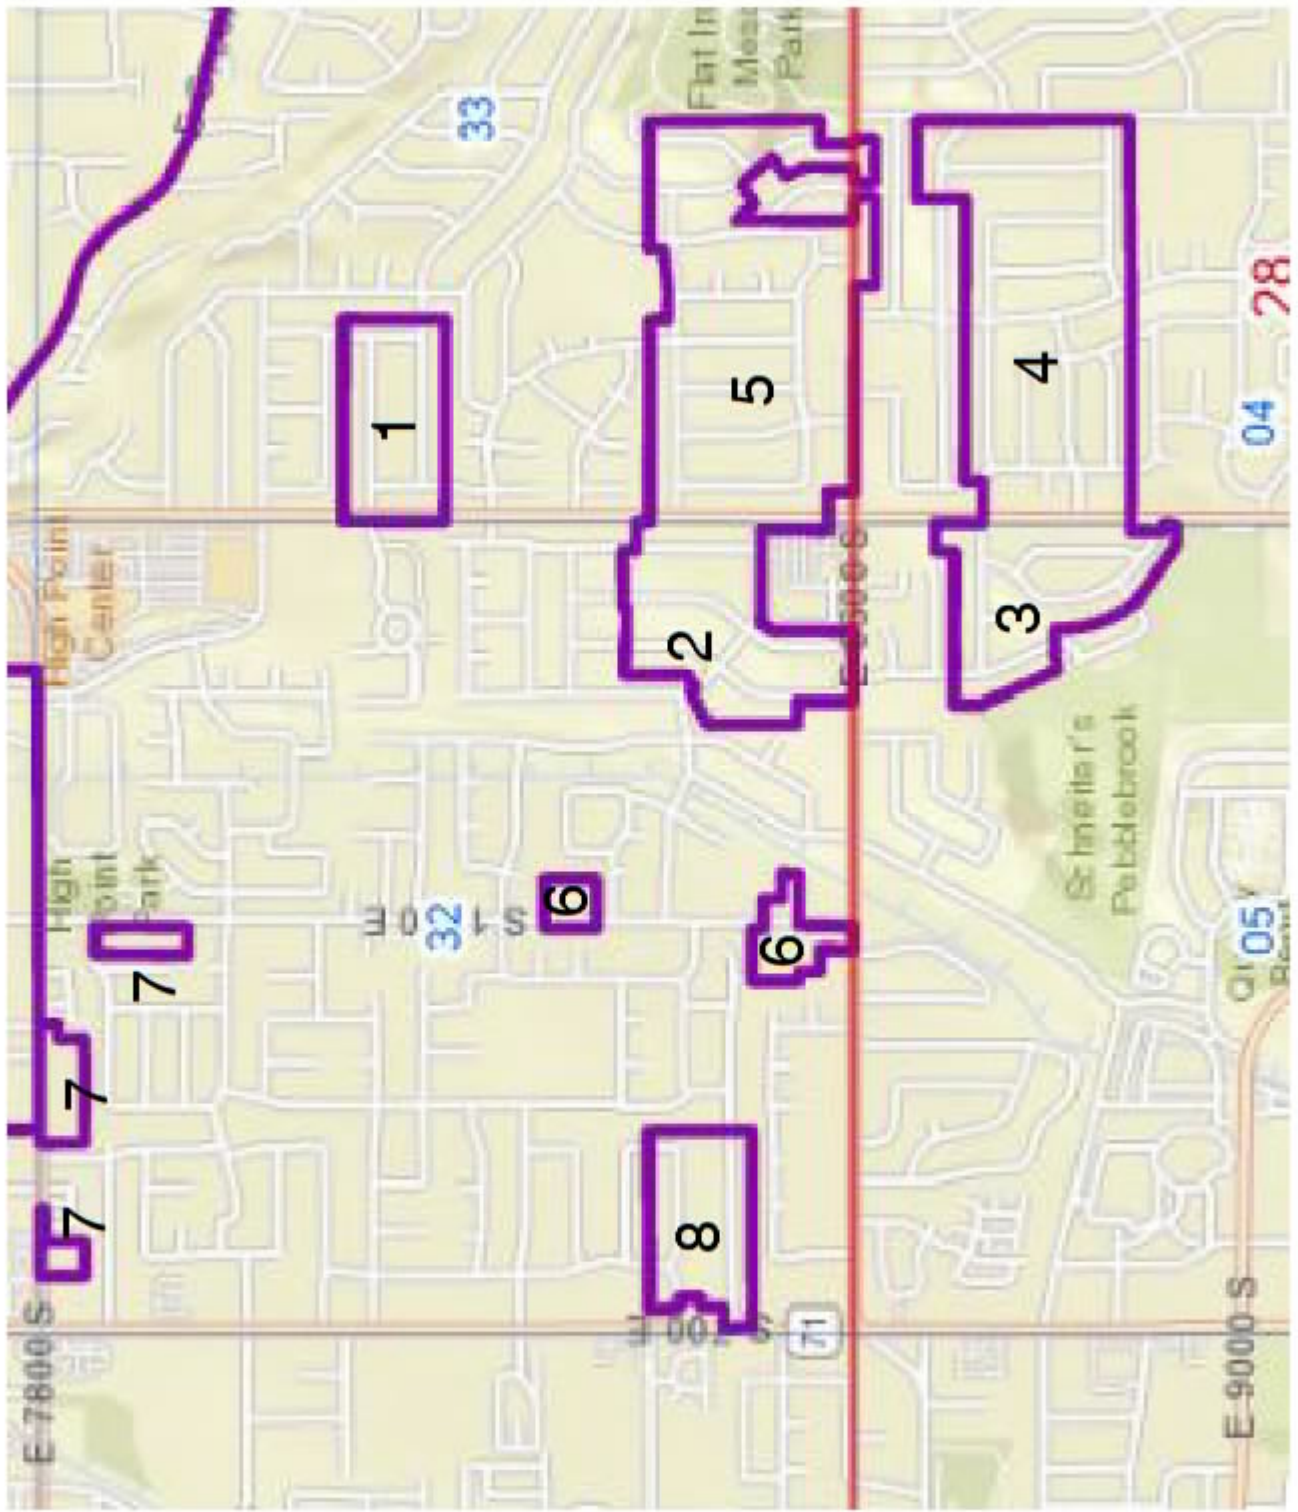 E 7800 S
7
7
7
High
Point
Park
High Point
Center
33
1
32
6
6
8
71
2
5
Flat Iron
Mesa
Park
3
4
Schneiter's
Pebblebrook
05
04
28
E 9000 S